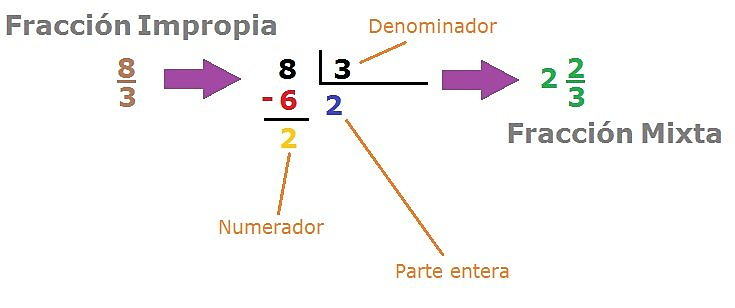 Fracción Impropia
Denominador
8
3
8 3
- 6 2
2
2 2
3
Fracción Mixta
Numerador
Parte entera